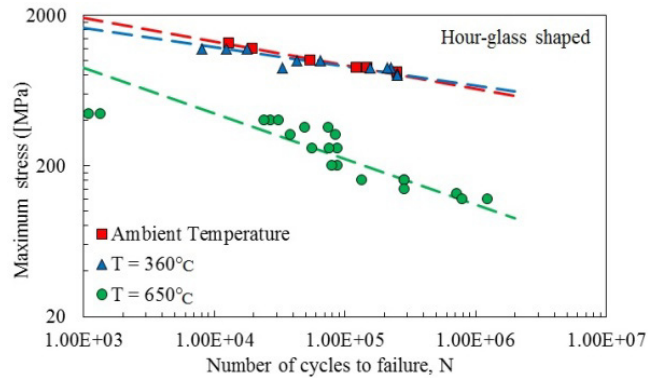 2000
Hour-glass shaped
Maximum stress ([MPa)
200
Ambient Temperature
T = 360°C
T = 650°C
20
1.00E+03 1.00E+04 1.00E+05 1.00E+06 1.00E+07
Number of cycles to failure, N